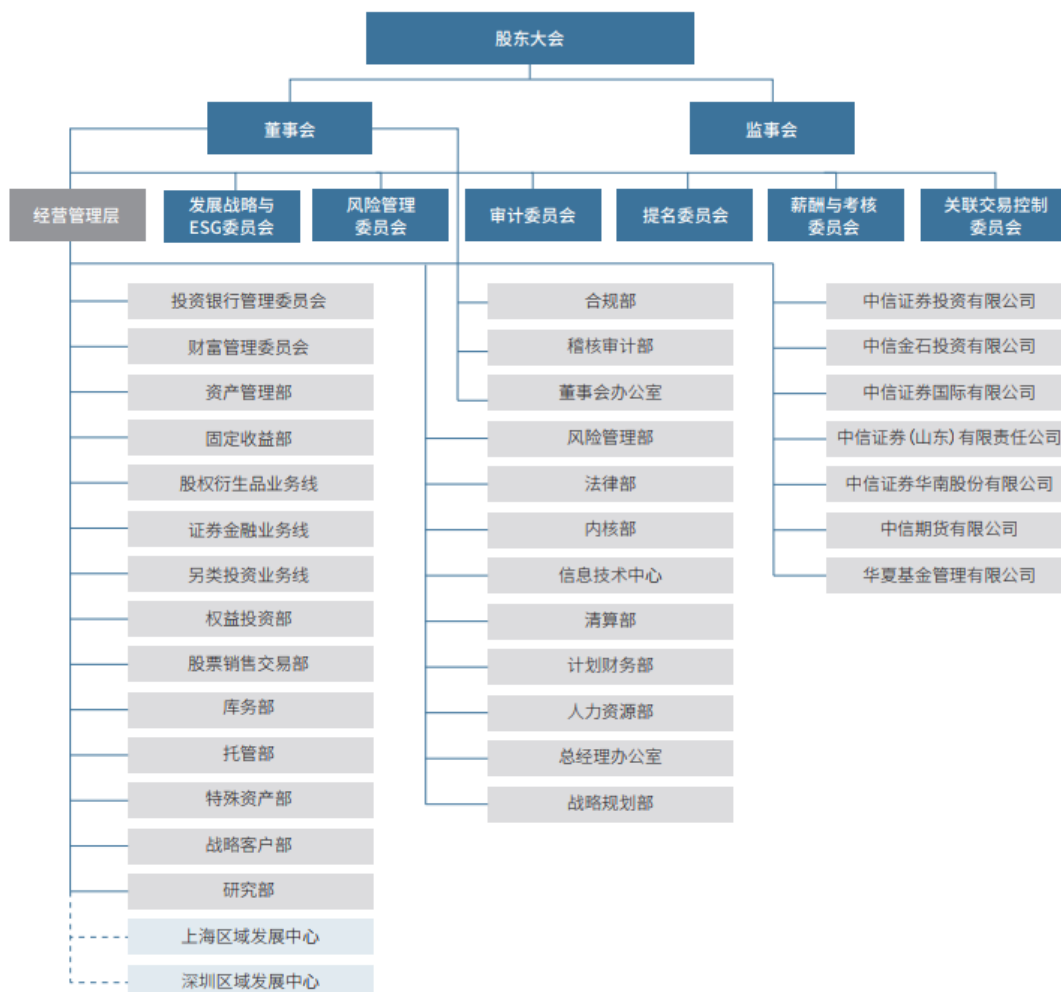 股东大会
董事会
监事会
经营管理层
发展战略与
ESG委员会
风险管理
委员会
审计委员会
提名委员会
薪酬与考核
委员会
关联交易控制
委员会
投资银行管理委员会
财富管理委员会
资产管理部
固定收益部
股权衍生品业务线
证券金融业务线
另类投资业务线
权益投资部
股票销售交易部
库务部
托管部
特殊资产部
战略客户部
研究部
上海区域发展中心
深圳区域发展中心
合规部
稽核审计部
董事会办公室
风险管理部
法律部
内核部
信息技术中心
清算部
计划财务部
人力资源部
总经理办公室
战略规划部
中信证券投资有限公司
中信金石投资有限公司
中信证券国际有限公司
中信证券(山东)有限责任公司
中信证券华南股份有限公司
中信期货有限公司
华夏基金管理有限公司